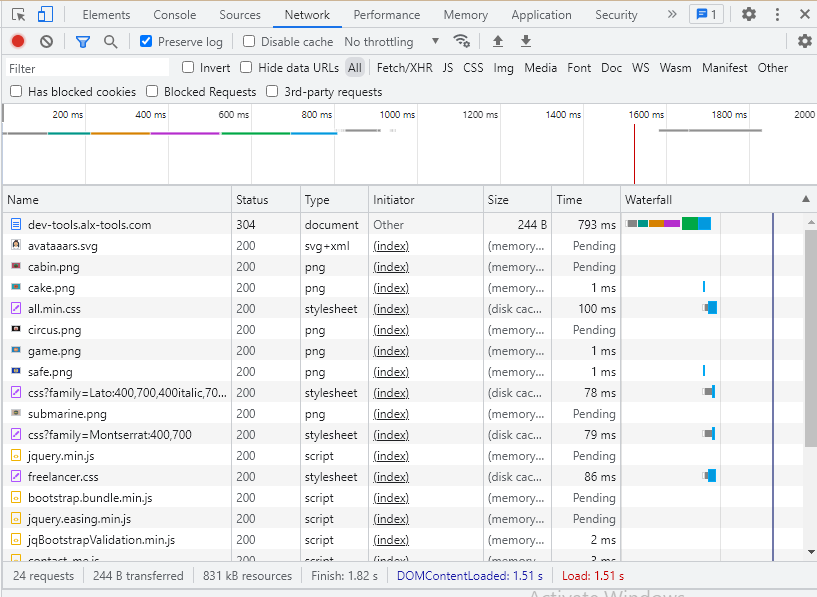 Elements Console Sources Network Performance Memory Application Security » 1
Preserve log Disable cache No throttling
Filter Invert Hide data URLs All Fetch/XHR JS CSS Img Media Font Doc WS Wasm Manifest Other
Has blocked cookies Blocked Requests 3rd-party requests
200 ms 400 ms 600 ms 800 ms 1000 ms 1200 ms 1400 ms 1600 ms 1800 ms 2000
Name Status Type Initiator Size Time Waterfall
dev-tools.alx-tools.com 304 document Other 244 B 793 ms
avataaars.svg 200 svg+xml (index) (memory... Pending
cabin.png 200 png (index) (memory... Pending
cake.png 200 png (index) (memory... 1 ms
all.min.css 200 stylesheet (index) (disk cac... 100 ms
circus.png 200 png (index) (memory... Pending
game.png 200 png (index) (memory... 1 ms
safe.png 200 png (index) (memory... 1 ms
css?family=Lato:400,700,400italic,70... 200 stylesheet (index) (disk cac... 78 ms
submarine.png 200 png (index) (memory... Pending
css?family=Montserrat:400,700 200 stylesheet (index) (disk cac... 79 ms
jquery.min.js 200 script (index) (memory... Pending
freelancer.css 200 stylesheet (index) (disk cac... 86 ms
bootstrap.bundle.min.js 200 script (index) (memory... Pending
jquery.easing.min.js 200 script (index) (memory... Pending
jqBootstrapValidation.min.js 200 script (index) (memory... 2 ms
contact_me.js 200 script (index) (memory... 3 ms
24 requests 244 B transferred 831 kB resources Finish: 1.82 s DOMContentLoaded: 1.51 s Load: 1.51 s
Activate Windows